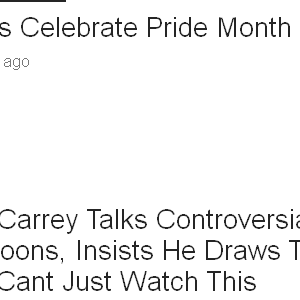 s Celebrate Pride Month
ago
Carrey Talks Controversia
oons, Insists He Draws T
Cant Just Watch This